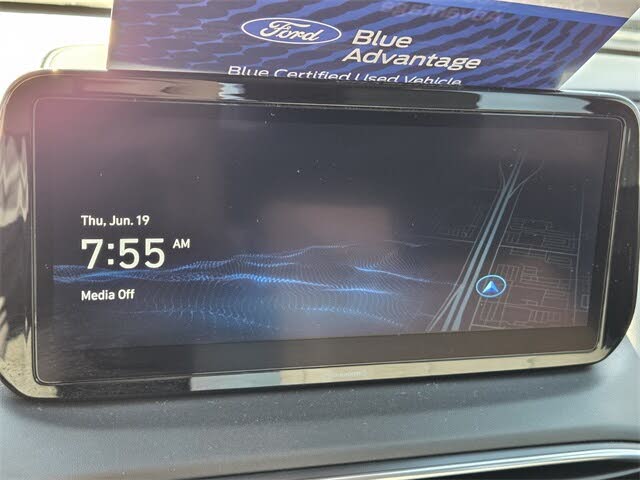 Ford
Blue
Advantage
Blue Certified Used Vehicle
Thu, Jun. 19
7:55 AM
Media Off